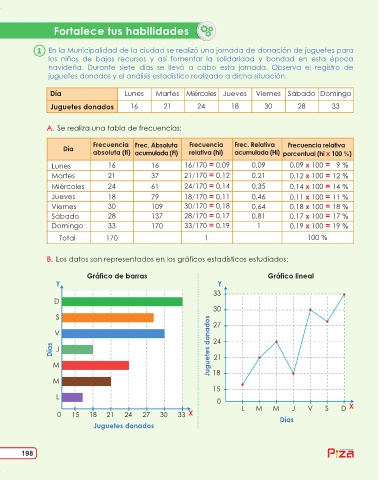 Fortalece tus habilidades
1 En la Municipalidad de la ciudad se realizó una jornada de donación de juguetes para
los niños de bajos recursos y así fomentar la solidaridad y bondad en esta época
navideña. Durante siete días se llevó a cabo esta jornada. Observa el registro de
juguetes donados y el análisis estadístico realizado a dicha situación.
Día Lunes Martes Miércoles Jueves Viernes Sábado Domingo
Juguetes donados 16 21 24 18 30 28 33
A. Se realiza una tabla de frecuencias:
Día Frecuencia absoluta (fi) Frec. Absoluta acumulada (Fi) Frecuencia relativa (hi) Frec. Relativa acumulada (Hi) Frecuencia relativa porcentual (hi x 100 %)
Lunes 16 16 16/170 = 0,09 0,09 0,09 x 100 = 9 %
Martes 21 37 21/170 = 0,12 0,21 0,12 x 100 = 12 %
Miércoles 24 61 24/170 = 0,14 0,35 0,14 x 100 = 14 %
Jueves 18 79 18/170 = 0,11 0,46 0,11 x 100 = 11 %
Viernes 30 109 30/170 = 0,18 0,64 0,18 x 100 = 18 %
Sábado 28 137 28/170 = 0,17 0,81 0,17 x 100 = 17 %
Domingo 33 170 33/170 = 0,19 1 0,19 x 100 = 19 %
Total 170 1 100 %
B. Los datos son representados en los gráficos estadísticos estudiados:
Gráfico de barras
Y
Días
D
S
V
J
M
M
L
0 15 18 21 24 27 30 33 X
Juguetes donados
Gráfico lineal
Y
Juguetes donados
33
30
27
24
21
18
15
0
L M M J V S D X
Días
198
Piza